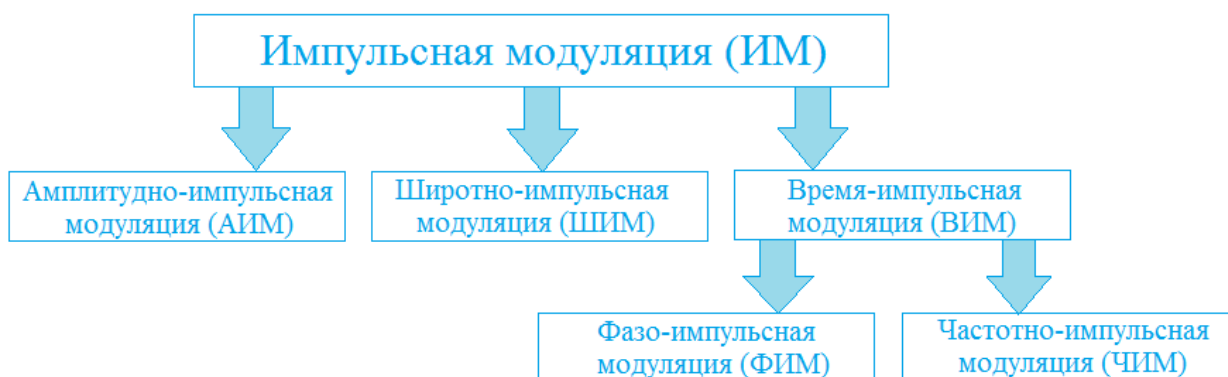 Импульсная модуляция (ИМ)
Амплитудно-импульсная
модуляция (АИМ)
Широтно-импульсная
модуляция (ШИМ)
Время-импульсная
модуляция (ВИМ)
Фазо-импульсная
модуляция (ФИМ)
Частотно-импульсная
модуляция (ЧИМ)